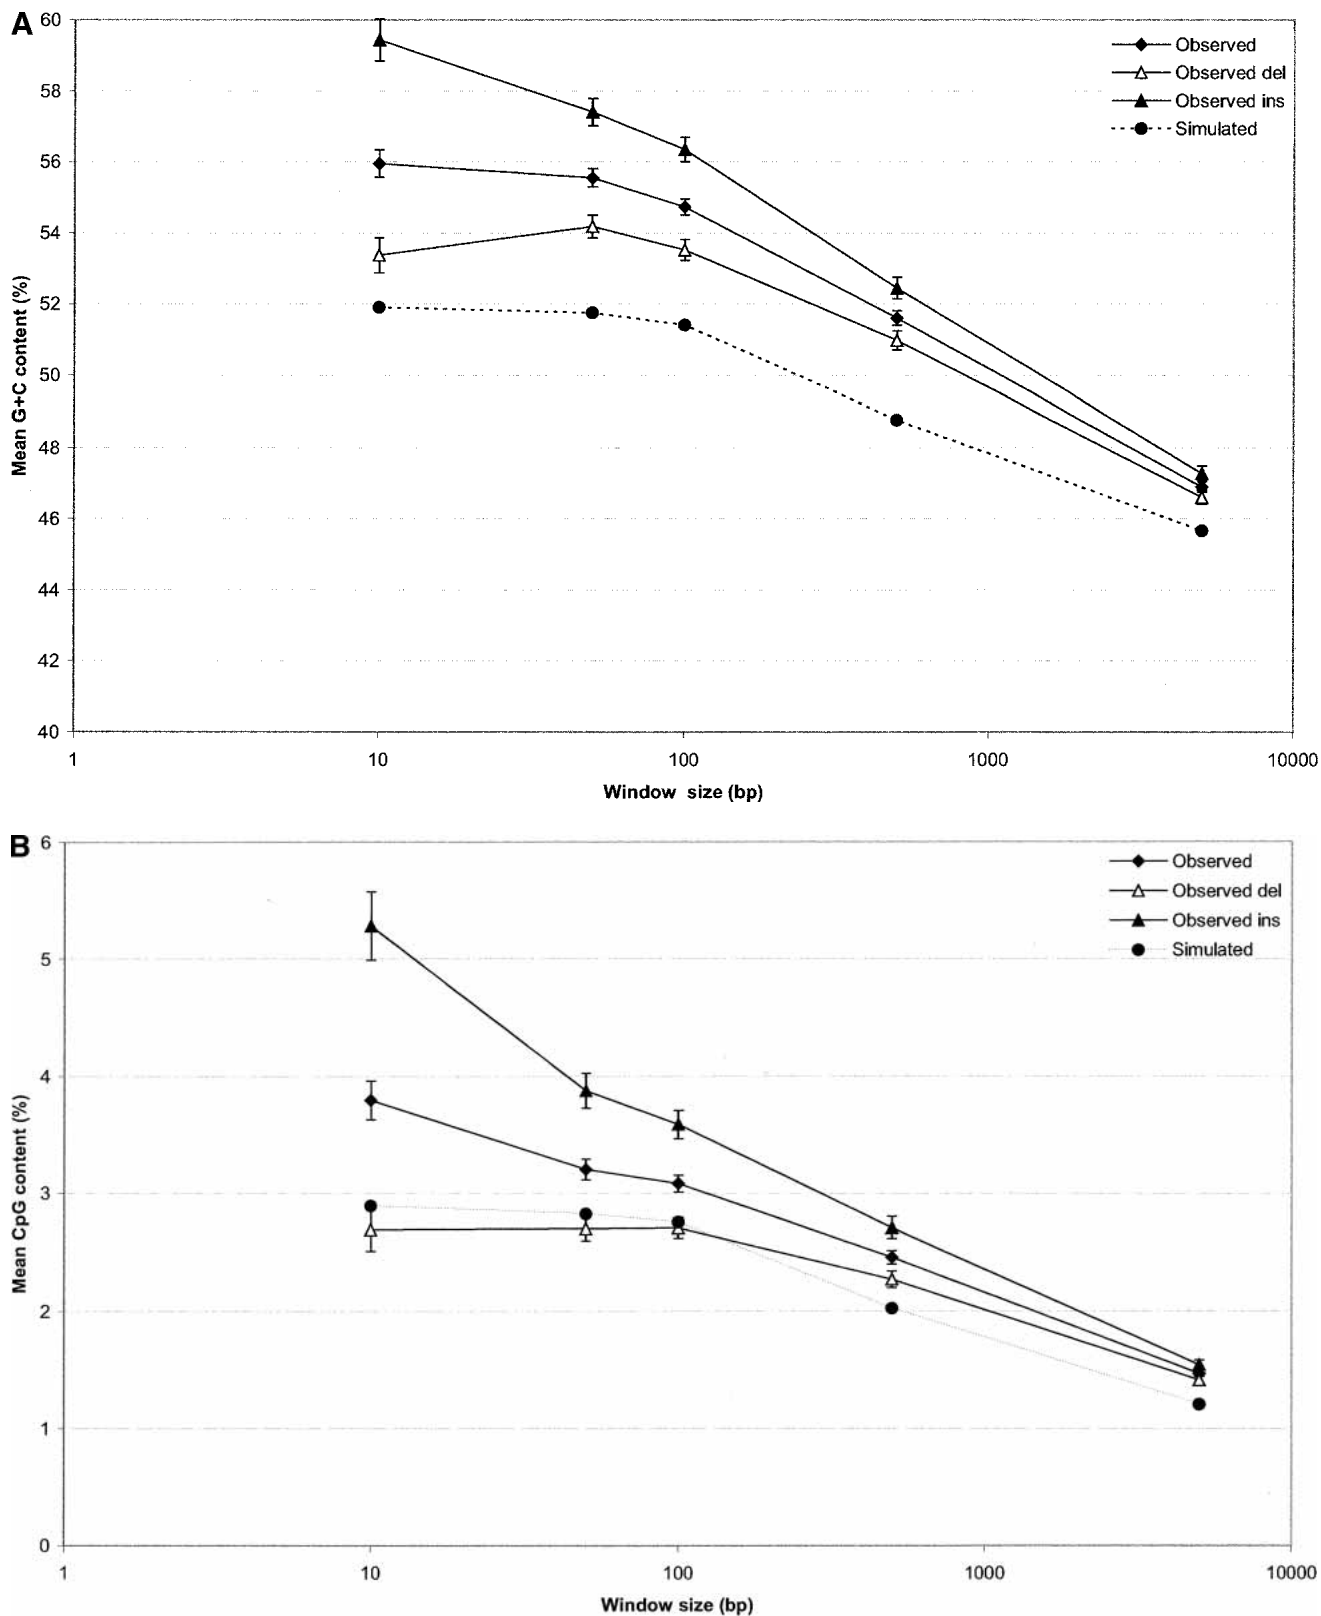 A
60
58
56
54
52
50
48
46
44
42
40
Mean G+C content (%)
Observed
Observed del
Observed ins
Simulated
1
10
100
1000
10000
Window size (bp)
B
6
5
4
3
2
1
0
Mean CpG content (%)
Observed
Observed del
Observed ins
Simulated
1
10
100
1000
10000
Window size (bp)